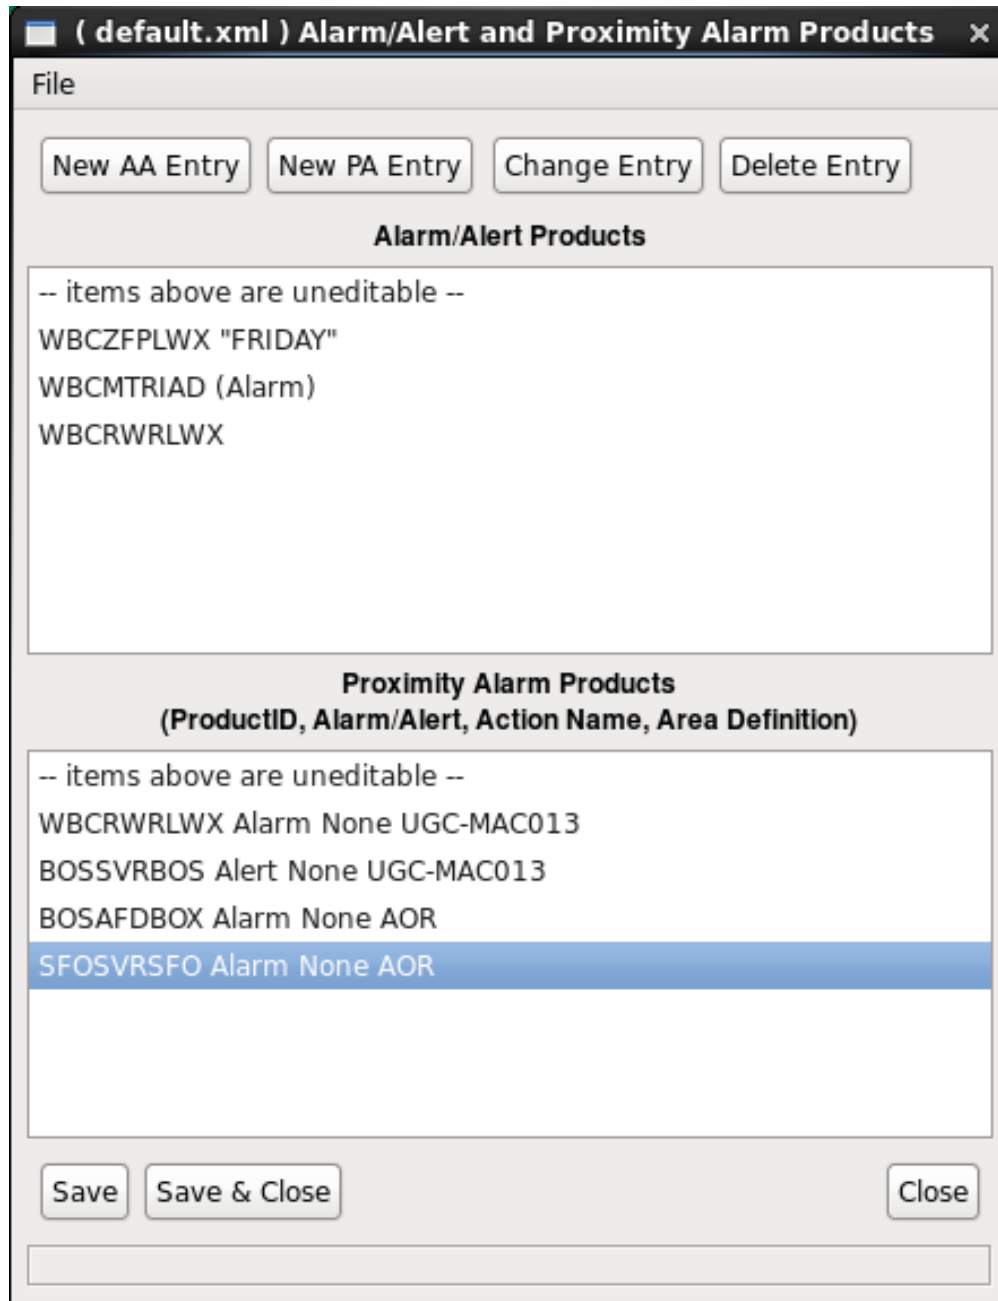 ( default.xml ) Alarm/Alert and Proximity Alarm Products ×
File
New AA Entry New PA Entry Change Entry Delete Entry
Alarm/Alert Products
-- items above are uneditable --
WBCZFPLWX "FRIDAY"
WBCMTRIAD (Alarm)
WBCRWRLWX
Proximity Alarm Products
(ProductID, Alarm/Alert, Action Name, Area Definition)
-- items above are uneditable --
WBCRWRLWX Alarm None UGC-MAC013
BOSSVRBOS Alert None UGC-MAC013
BOSAFDBOX Alarm None AOR
SFOSVRSFO Alarm None AOR
Save Save & Close Close